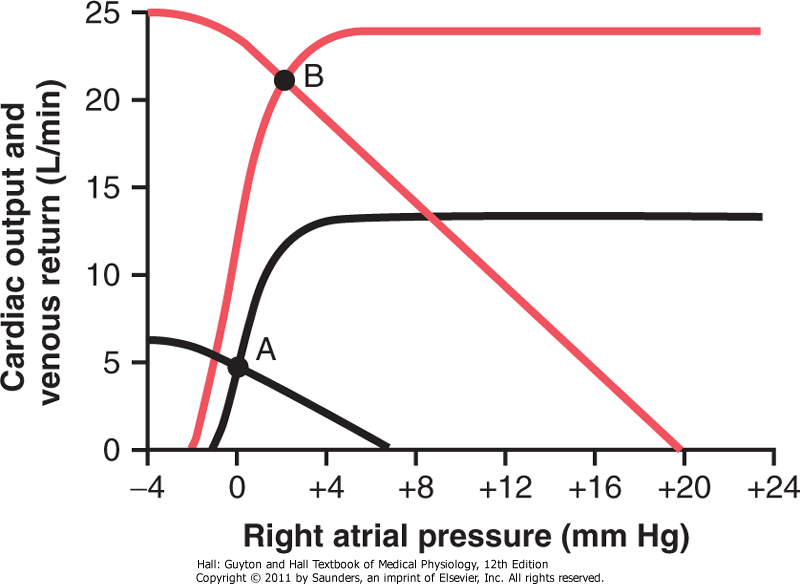 Cardiac output and
venous return (L/min)
25
20
15
10
5
0
B
A
–4
0
+4
+8
+12
+16
+20
+24
Right atrial pressure (mm Hg)
Hall: Guyton and Hall Textbook of Medical Physiology, 12th Edition
Copyright © 2011 by Saunders, an imprint of Elsevier, Inc. All rights reserved.